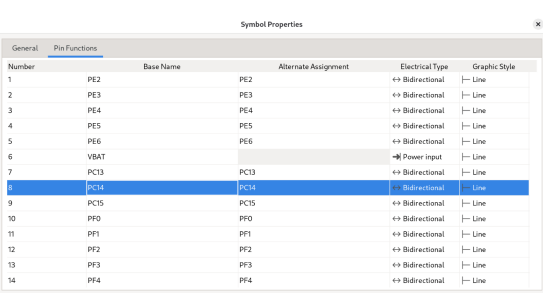 Symbol Properties
General Pin Functions
Number Base Name Alternate Assignment Electrical Type Graphic Style
1 PE2 PE2 Bidirectional Line
2 PE3 PE3 Bidirectional Line
3 PE4 PE4 Bidirectional Line
4 PE5 PE5 Bidirectional Line
5 PE6 PE6 Bidirectional Line
6 VBAT Power input Line
7 PC13 PC13 Bidirectional Line
8 PC14 PC14 Bidirectional Line
9 PC15 PC15 Bidirectional Line
10 PF0 PF0 Bidirectional Line
11 PF1 PF1 Bidirectional Line
12 PF2 PF2 Bidirectional Line
13 PF3 PF3 Bidirectional Line
14 PF4 PF4 Bidirectional Line